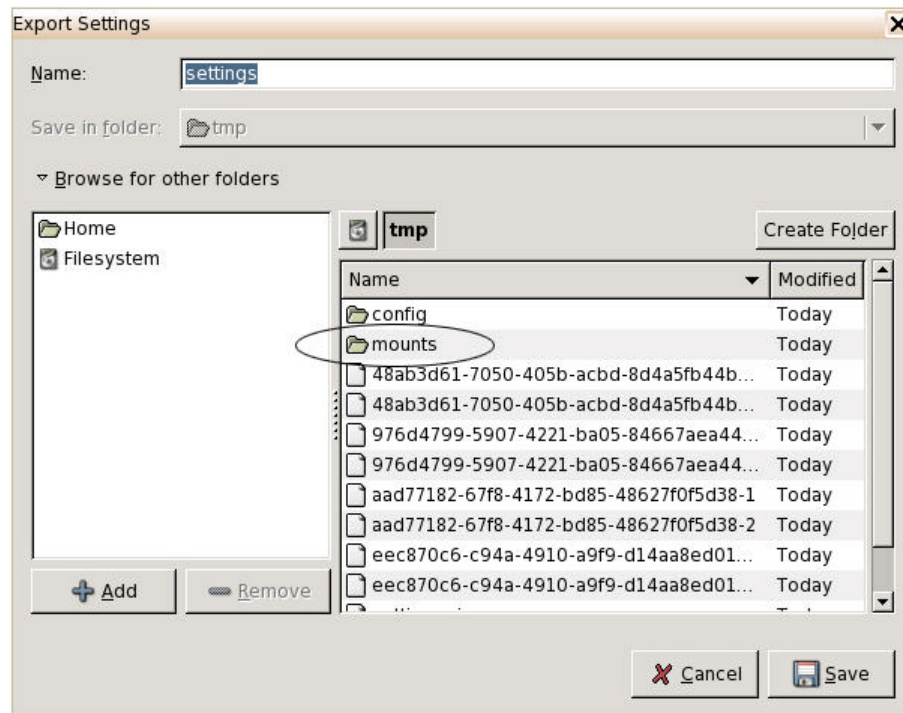 Export Settings
Name: settings
Save in folder: tmp
Browse for other folders
Home
Filesystem
tmp
Create Folder
Name Modified
config Today
mounts Today
48ab3d61-7050-405b-acbd-8d4a5fb44b... Today
48ab3d61-7050-405b-acbd-8d4a5fb44b... Today
976d4799-5907-4221-ba05-84667aea44... Today
976d4799-5907-4221-ba05-84667aea44... Today
aad77182-67f8-4172-bd85-48627f0f5d38-1 Today
aad77182-67f8-4172-bd85-48627f0f5d38-2 Today
eec870c6-c94a-4910-a9f9-d14aa8ed01... Today
eec870c6-c94a-4910-a9f9-d14aa8ed01... Today
Add Remove
Cancel Save